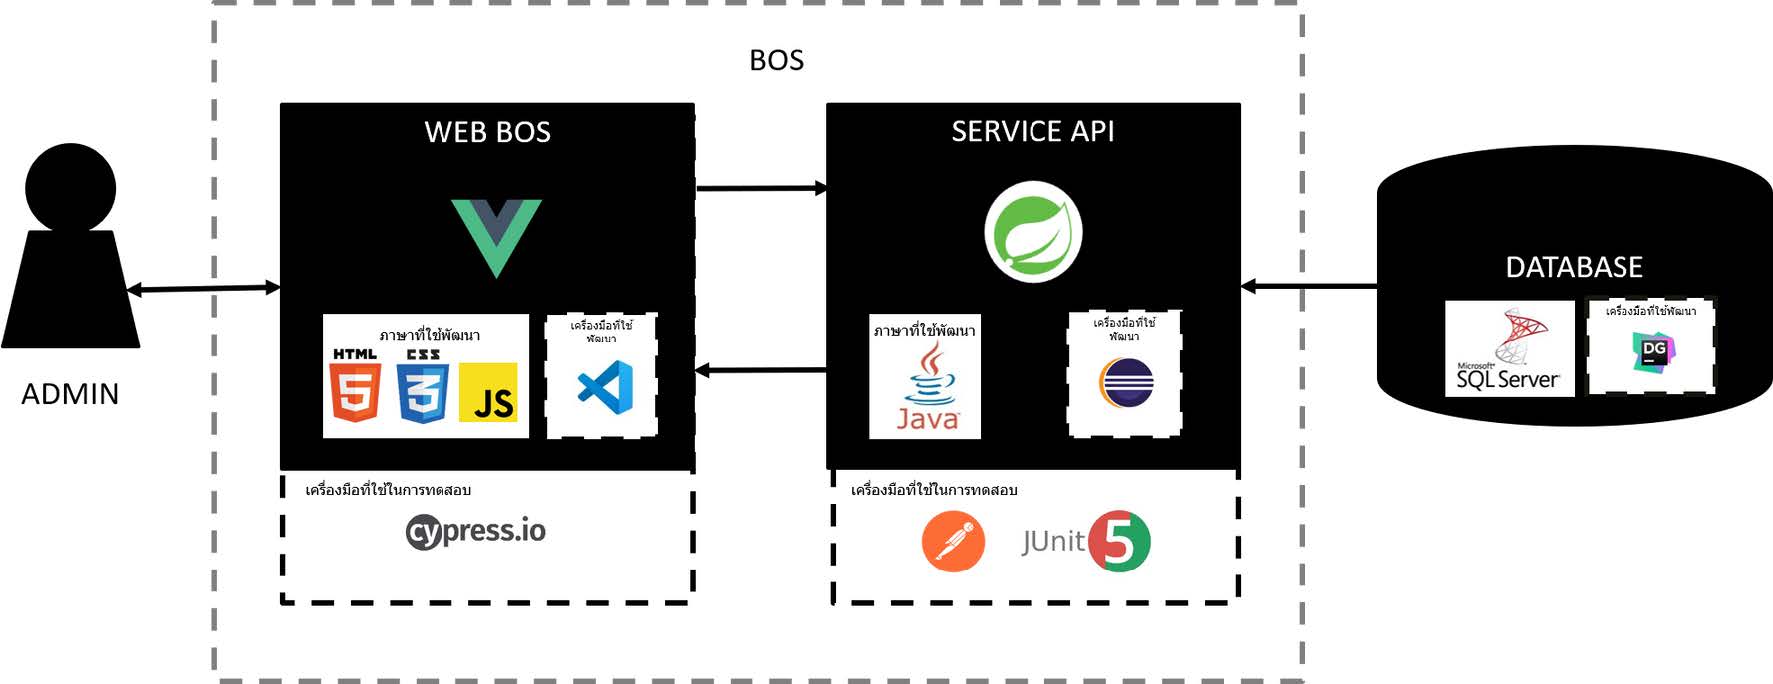 BOS
ADMIN
WEB BOS
ภาษาที่ใช้พัฒนา
HTML
5
CSS
3
JS
เครื่องมือที่ใช้
พัฒนา
เครื่องมือที่ใช้ในการทดสอบ
cypress.io
SERVICE API
ภาษาที่ใช้พัฒนา
Java
เครื่องมือที่ใช้
พัฒนา
เครื่องมือที่ใช้ในการทดสอบ
JUnit 5
DATABASE
Microsoft
SQL Server
เครื่องมือที่ใช้พัฒนา
DG